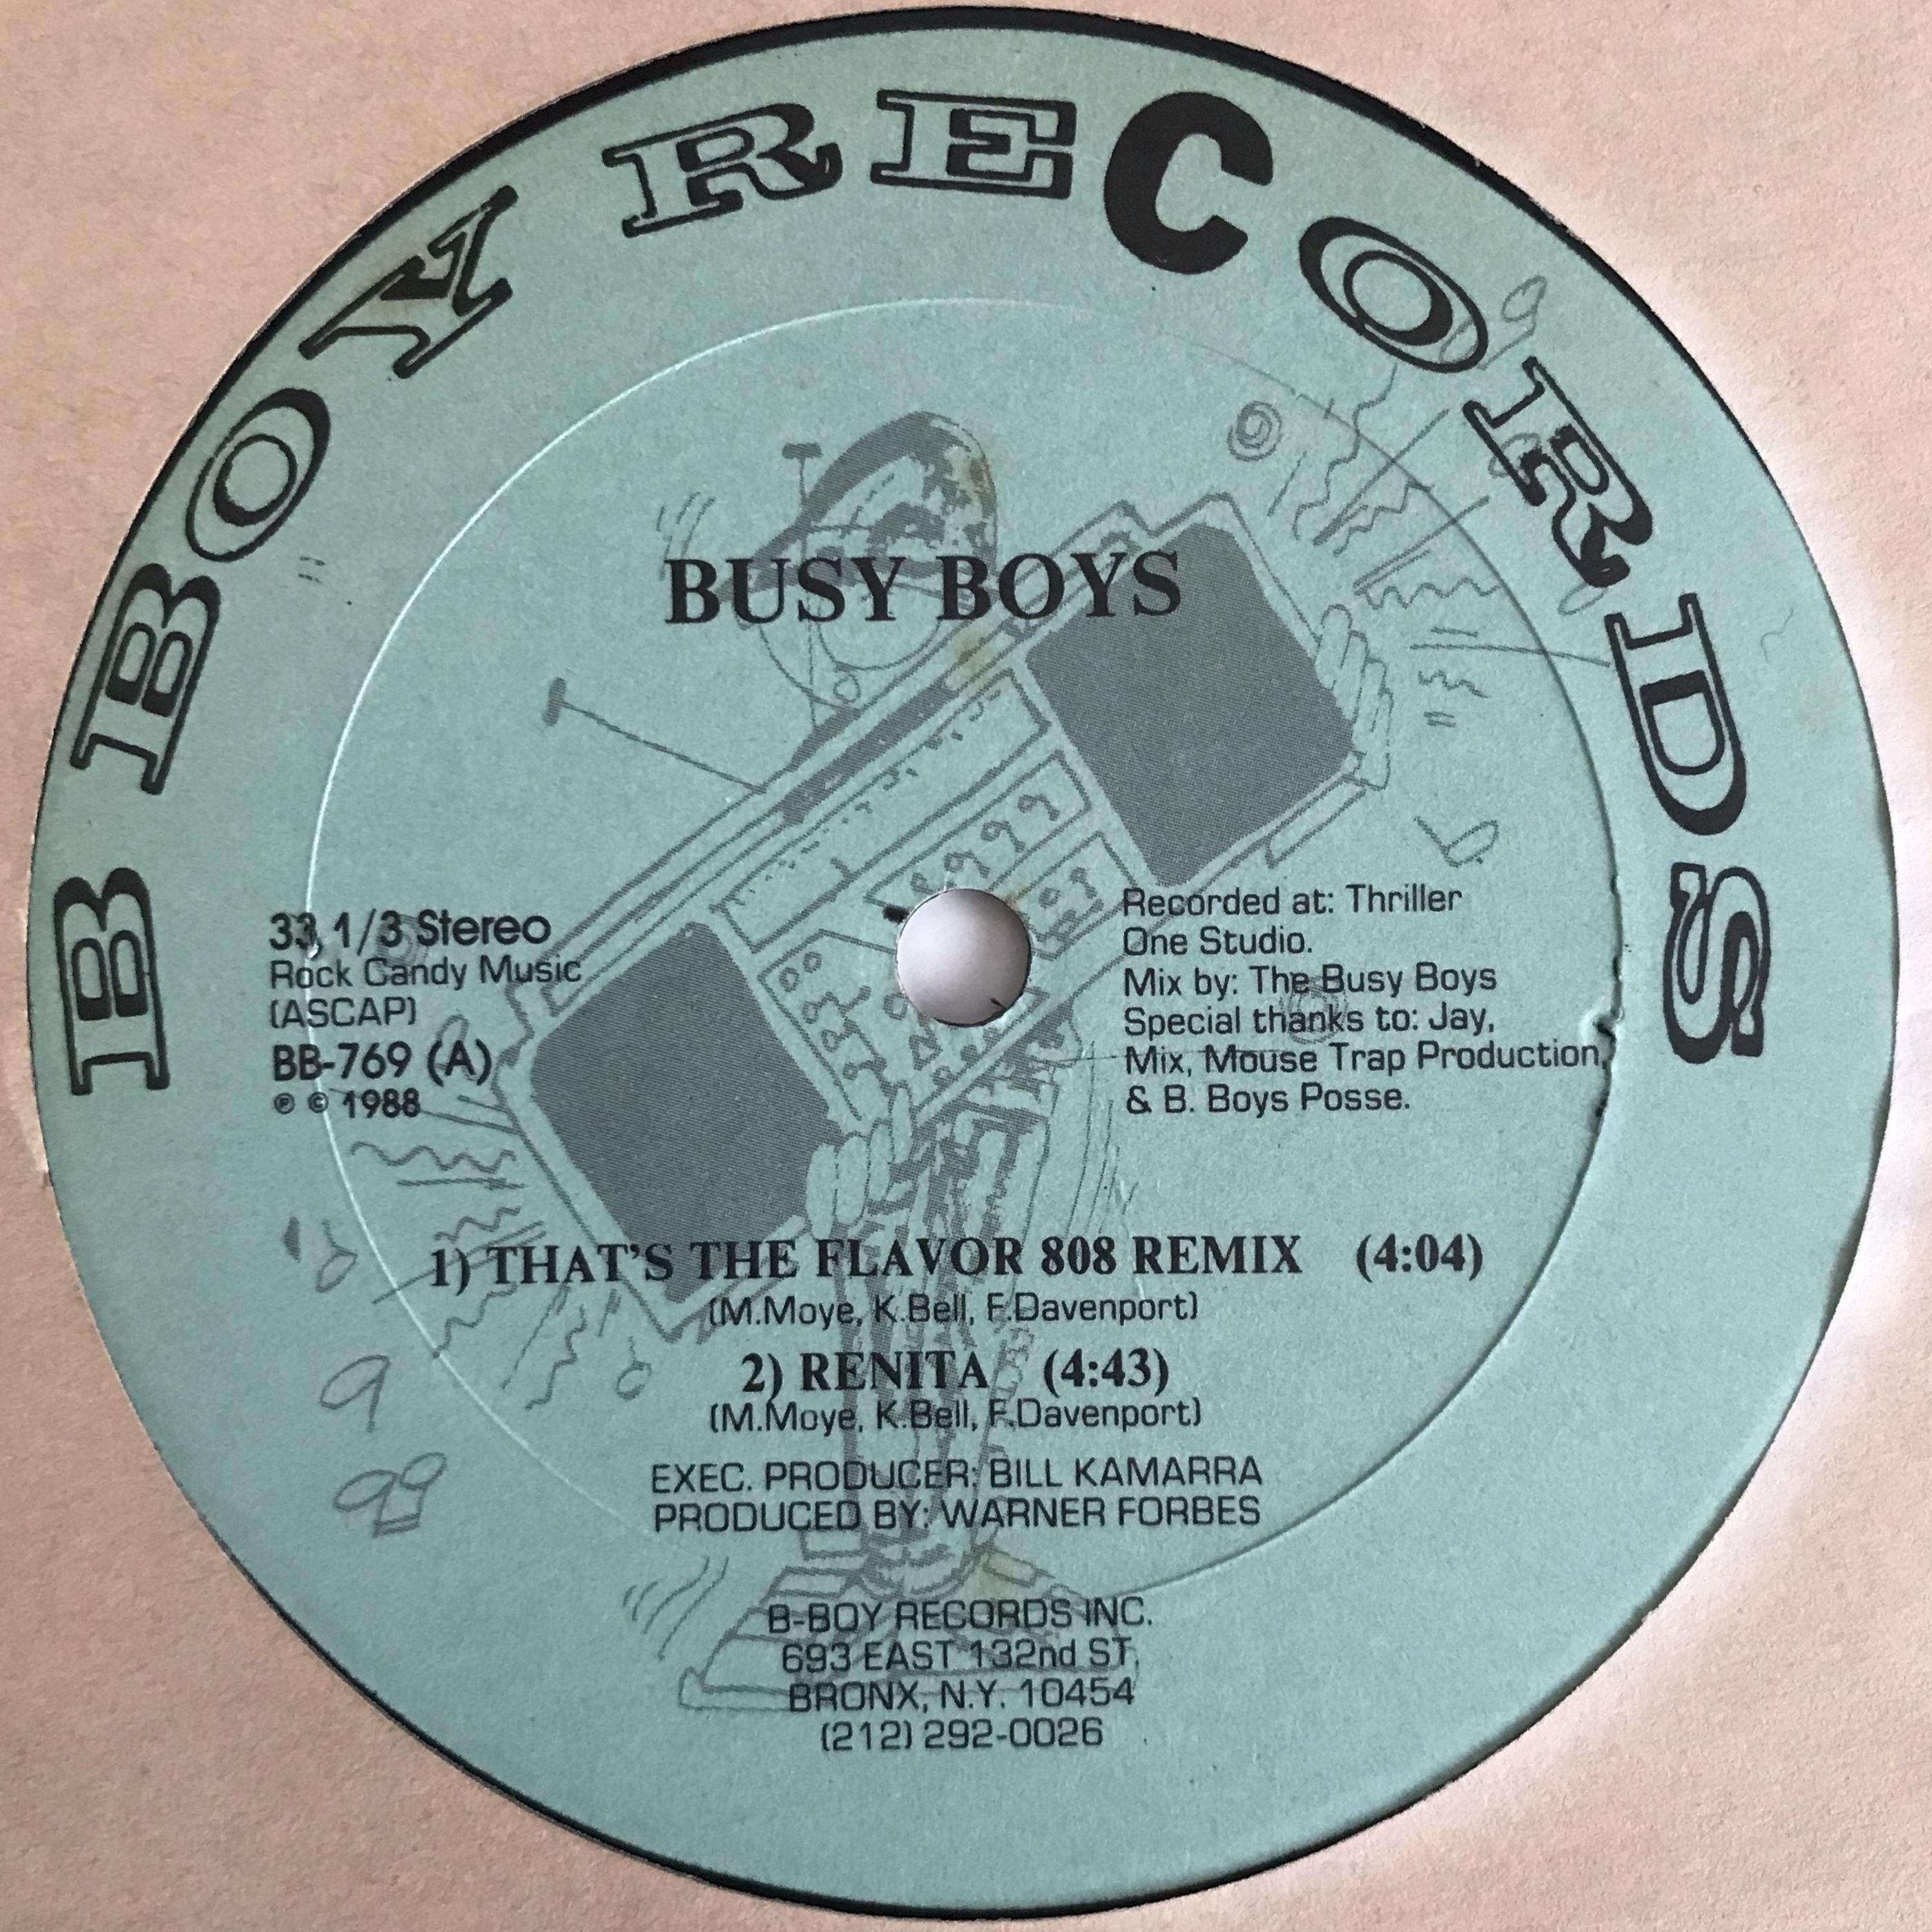 B BOY RECORDS
BUSY BOYS
33 1/3 Stereo
Rock Candy Music
(ASCAP)
BB-769 (A)
℗ © 1988
Recorded at: Thriller
One Studio.
Mix by: The Busy Boys
Special thanks to: Jay,
Mix, Mouse Trap Production,
& B. Boys Posse.
1) THAT'S THE FLAVOR 808 REMIX (4:04)
(M.Moye, K.Bell, F.Davenport)
2) RENITA (4:43)
(M.Moye, K.Bell, F.Davenport)
EXEC. PRODUCER: BILL KAMARRA
PRODUCED BY: WARNER FORBES
B-BOY RECORDS INC.
693 EAST 132nd ST.
BRONX, N.Y. 10454
(212) 292-0026